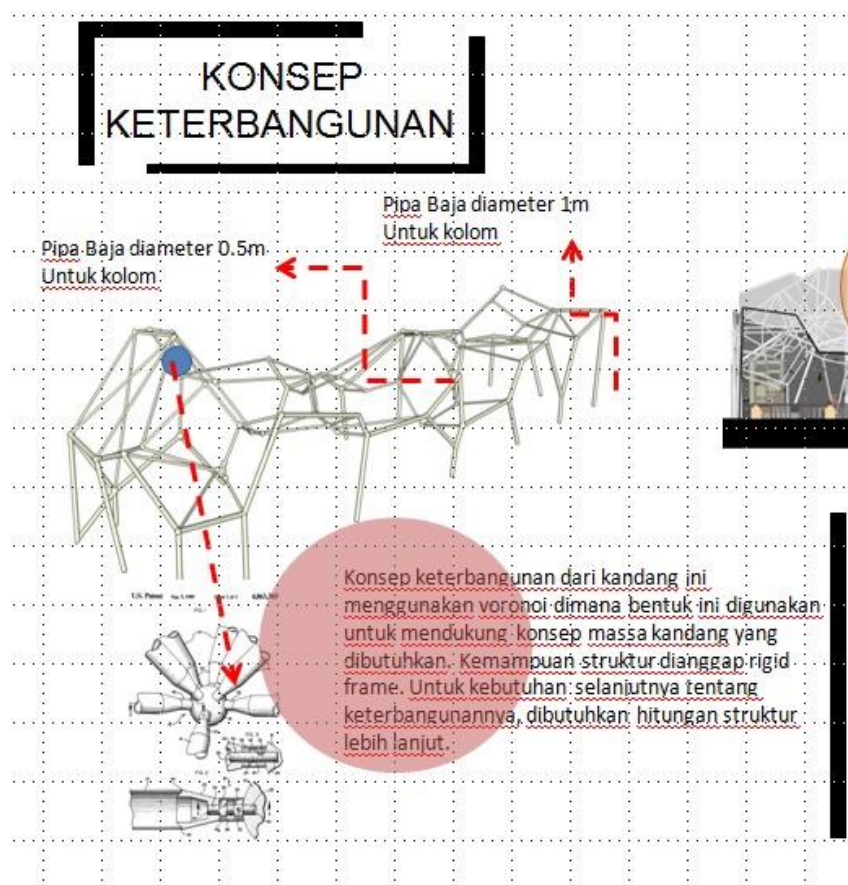 KONSEP
KETERBANGUNAN
Pipa Baja diameter 1m
Untuk kolom
Pipa Baja diameter 0.5m
Untuk kolom
U.S. Patent
Konsep keterbangunan dari kandang ini
menggunakan voronoi dimana bentuk ini digunakan
untuk mendukung konsep massa kandang yang
dibutuhkan. Kemampuan struktur dianggap rigid
frame. Untuk kebutuhan selanjutnya tentang
keterbangunannya, dibutuhkan hitungan struktur
lebih lanjut.